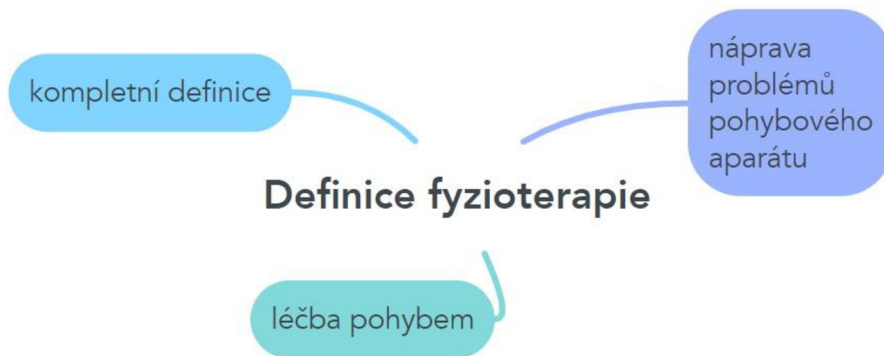 kompletní definice
náprava
problémů
pohybového
aparátu
Definice fyzioterapie
léčba pohybem